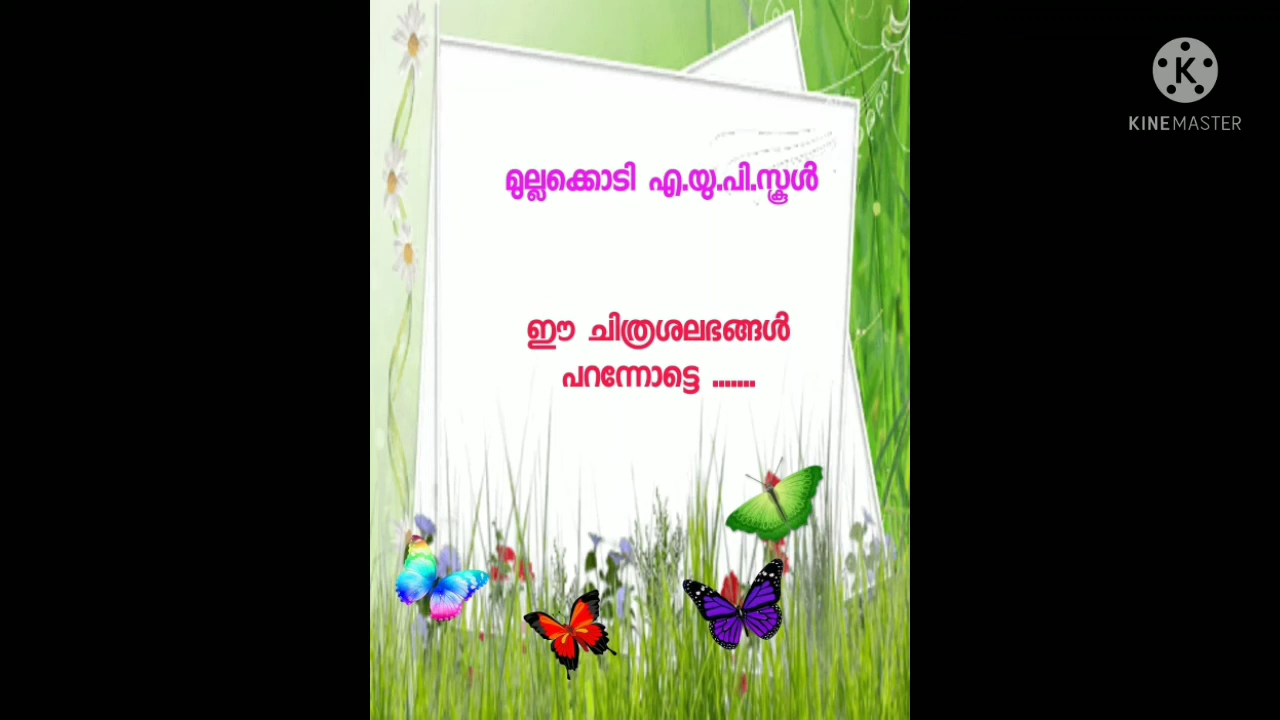 മുല്ലക്കൊടി എ.യു.പി.സ്കൂൾ
ഈ ചിത്രശലഭങ്ങൾ
പറന്നോട്ടെ .......
K
KINEMASTER